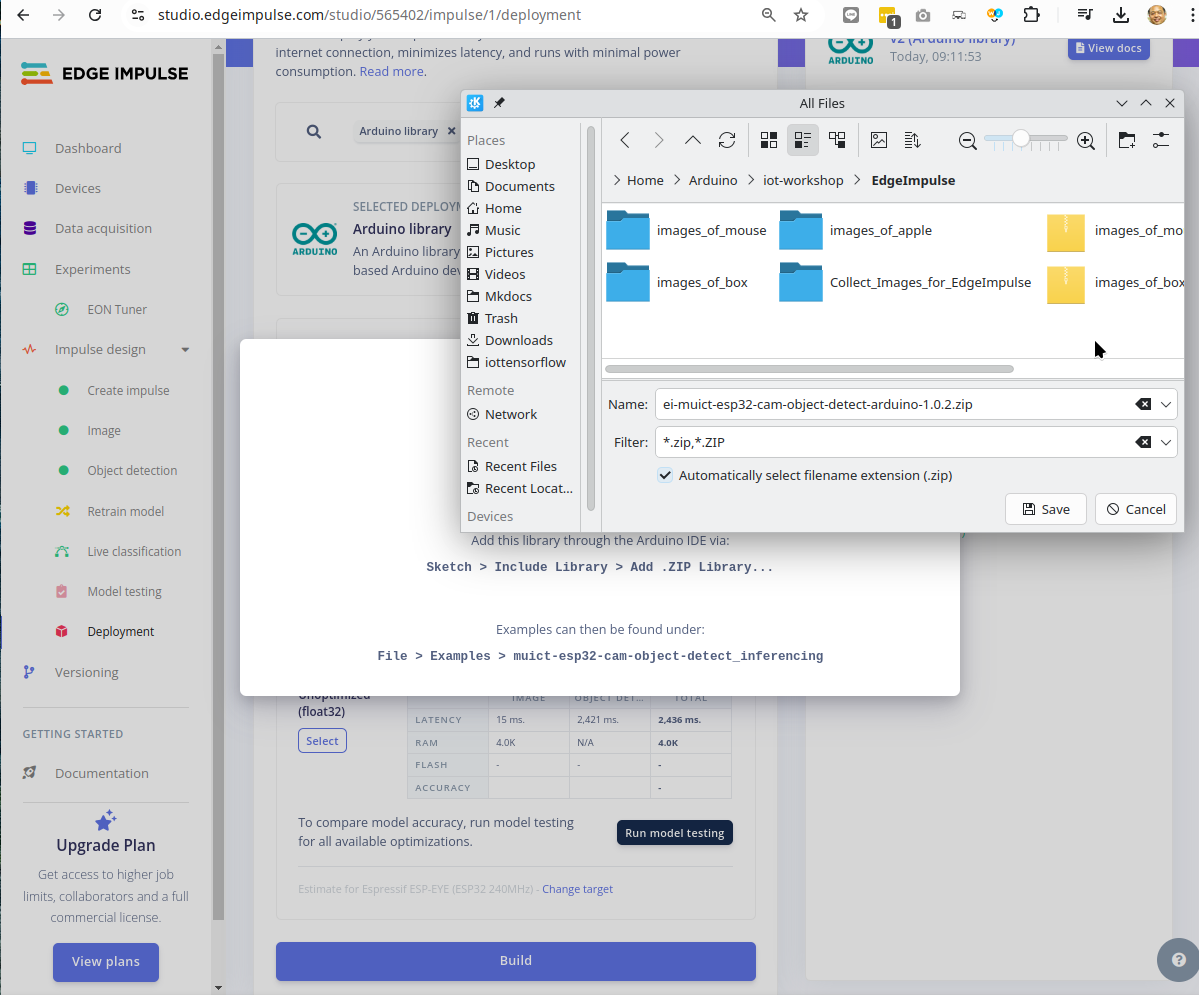 studio.edgeimpulse.com/studio/565402/impulse/1/deployment
1
EDGE IMPULSE
Dashboard
Devices
Data acquisition
Experiments
EON Tuner
Impulse design
Create impulse
Image
Object detection
Retrain model
Live classification
Model testing
Deployment
Versioning
GETTING STARTED
Documentation
Upgrade Plan
Get access to higher job
limits, collaborators and a full
commercial license.
View plans
internet connection, minimizes latency, and runs with minimal power
consumption. Read more.
Arduino library ×
ARDUINO
SELECTED DEPLOYM
Arduino library
An Arduino library
based Arduino dev
ARDUINO
v2 (Arduino library)
Today, 09:11:53
View docs
All Files
Places
Desktop
Documents
Home
Music
Pictures
Videos
Mkdocs
Trash
Downloads
iottensorflow
Remote
Network
Recent
Recent Files
Recent Locat...
Devices
> Home > Arduino > iot-workshop > EdgeImpulse
images_of_mouse
images_of_apple
images_of_mo
images_of_box
Collect_Images_for_EdgeImpulse
images_of_box
Name: ei-muict-esp32-cam-object-detect-arduino-1.0.2.zip
Filter: *.zip,*.ZIP
Automatically select filename extension (.zip)
Save
Cancel
Add this library through the Arduino IDE via:
Sketch > Include Library > Add .ZIP Library...
Examples can then be found under:
File > Examples > muict-esp32-cam-object-detect_inferencing
Unoptimized
(float32)
Select
IMAGE OBJECT DET... TOTAL
LATENCY 15 ms. 2,421 ms. 2,436 ms.
RAM 4.0K N/A 4.0K
FLASH - - -
ACCURACY -
To compare model accuracy, run model testing
for all available optimizations.
Run model testing
Estimate for Espressif ESP-EYE (ESP32 240MHz) - Change target
Build
?